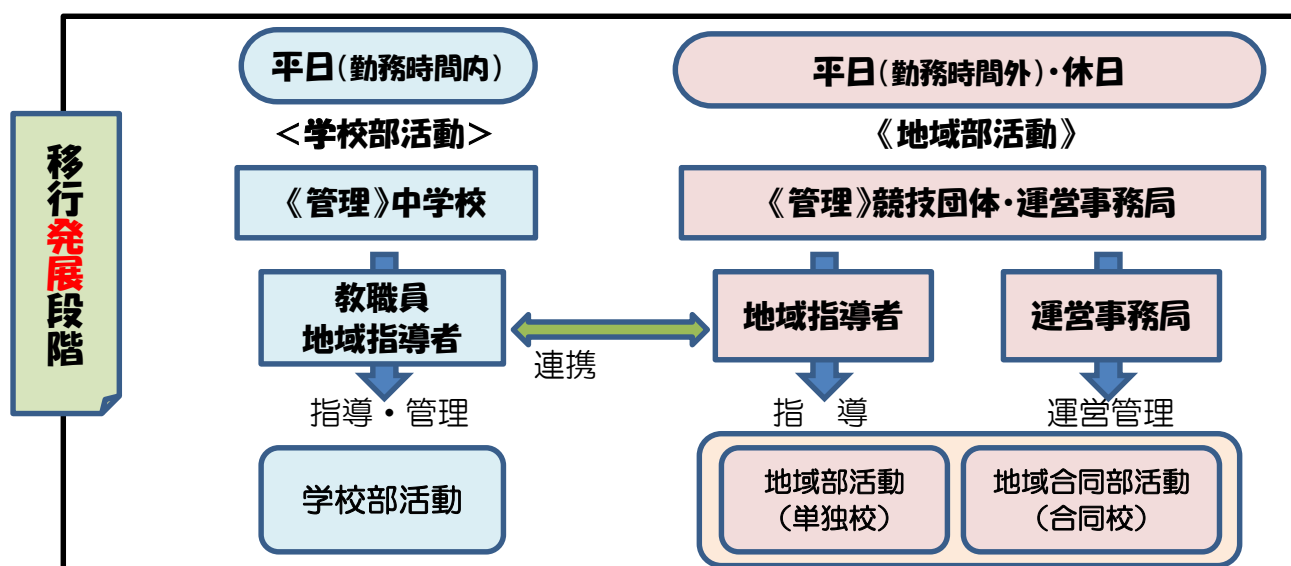 移行発展段階
平日(勤務時間内)
<学校部活動>
《管理》中学校
教職員
地域指導者
指導・管理
学校部活動
連携
平日(勤務時間外)・休日
《地域部活動》
《管理》競技団体・運営事務局
地域指導者
運営事務局
指　導
運営管理
地域部活動
(単独校)
地域合同部活動
(合同校)